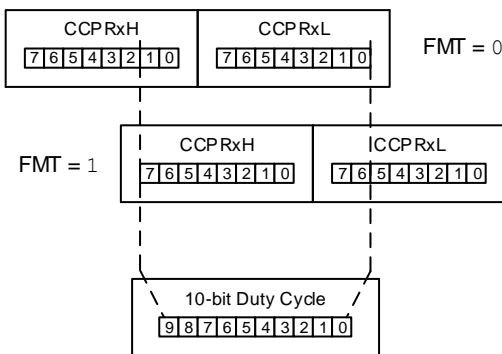 CCPRxH CCPRxL
7 6 5 4 3 2 1 0 7 6 5 4 3 2 1 0 FMT = 0
CCPRxH CCPRxL
FMT = 1 7 6 5 4 3 2 1 0 7 6 5 4 3 2 1 0
10-bit Duty Cycle
9 8 7 6 5 4 3 2 1 0